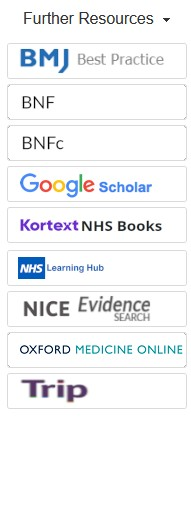 Further Resources
BMJ Best Practice
BNF
BNFc
Google Scholar
Kortext NHS Books
NHS Learning Hub
NICE Evidence
SEARCH
OXFORD MEDICINE ONLINE
Trip